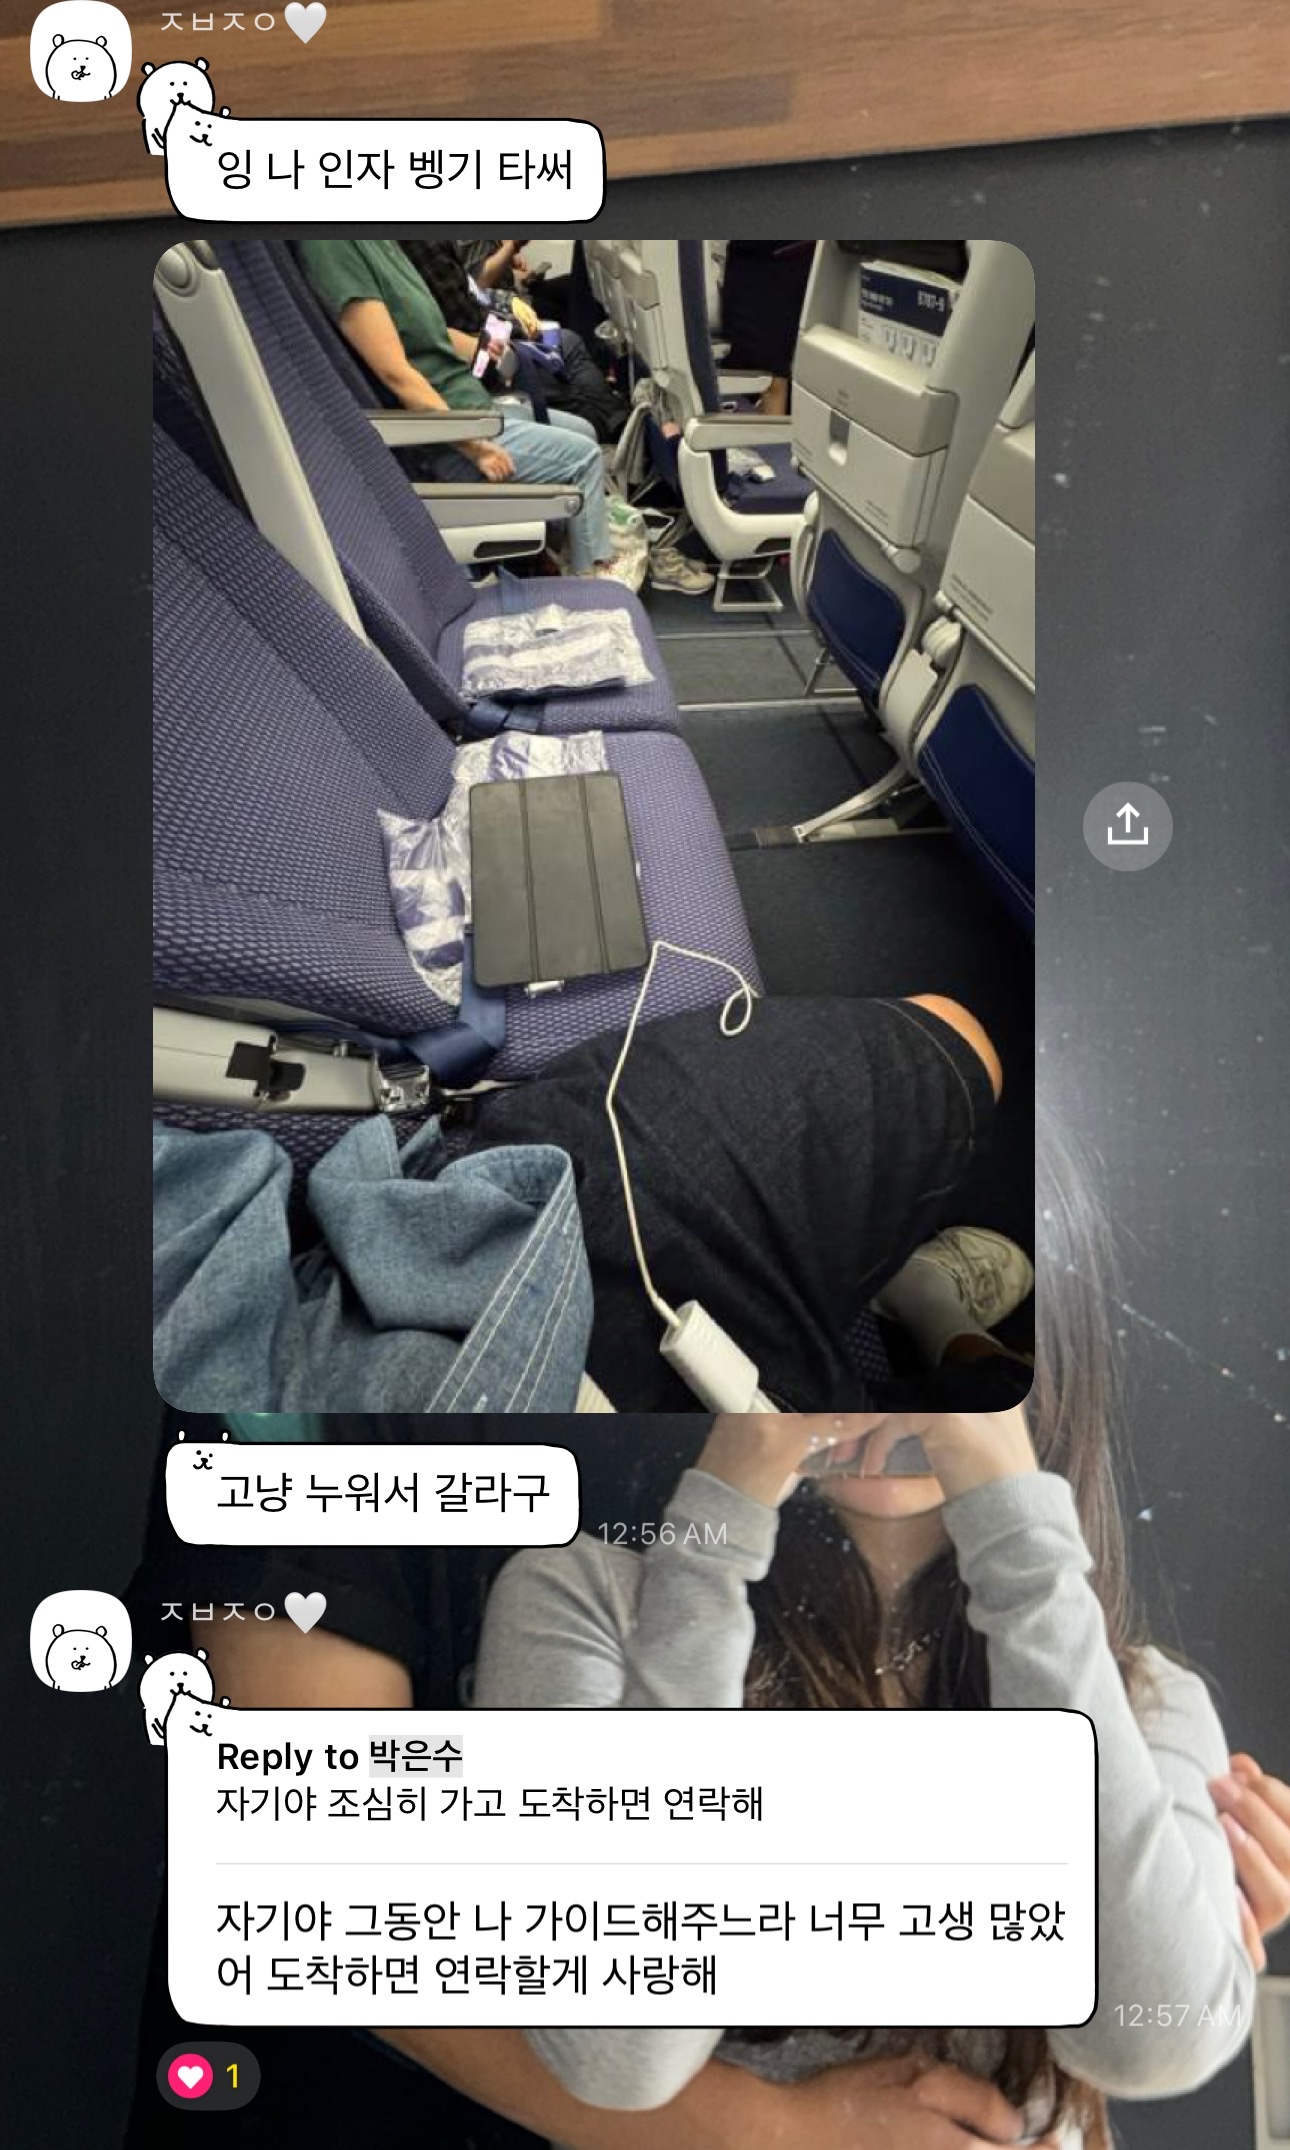 ㅈㅂㅈㅇ🤍
잉 나 인자 벵기 타써
B787-9
고냥 누워서 갈라구
12:56 AM
ㅈㅂㅈㅇ🤍
Reply to 박은수
자기야 조심히 가고 도착하면 연락해
자기야 그동안 나 가이드해주느라 너무 고생 많았
어 도착하면 연락할게 사랑해
12:57 AM
1